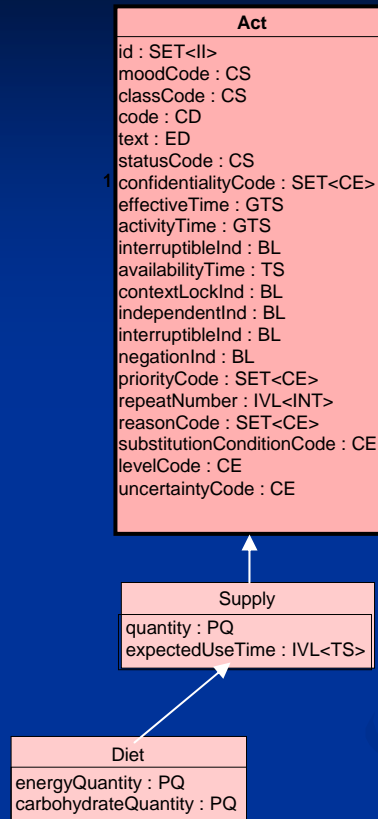 Act
id : SET<II>
moodCode : CS
classCode : CS
code : CD
text : ED
statusCode : CS
1
confidentialityCode : SET<CE>
effectiveTime : GTS
activityTime : GTS
interruptibleInd : BL
availabilityTime : TS
contextLockInd : BL
independentInd : BL
interruptibleInd : BL
negationInd : BL
priorityCode : SET<CE>
repeatNumber : IVL<INT>
reasonCode : SET<CE>
substitutionConditionCode : CE
levelCode : CE
uncertaintyCode : CE
Supply
quantity : PQ
expectedUseTime : IVL<TS>
Diet
energyQuantity : PQ
carbohydrateQuantity : PQ